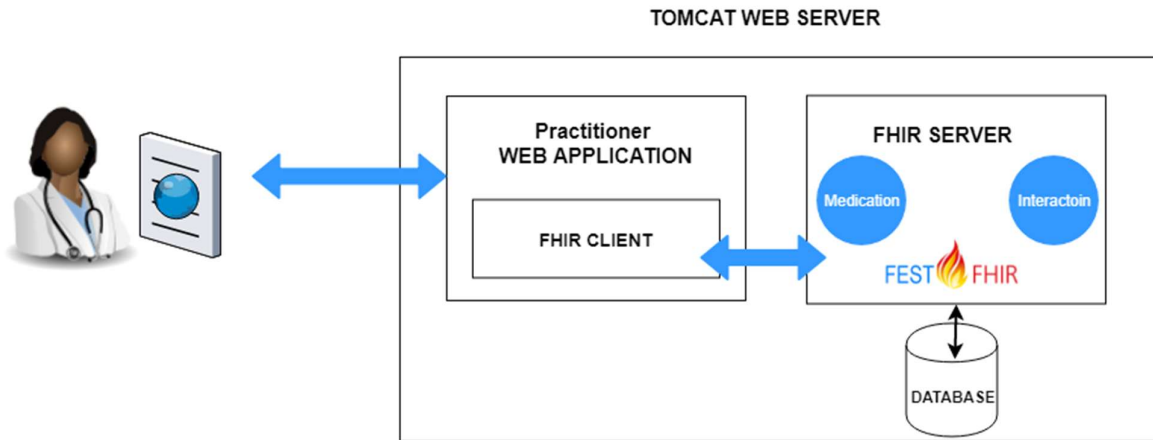 TOMCAT WEB SERVER
Practitioner
WEB APPLICATION
FHIR CLIENT
FHIR SERVER
Medication
Interactoin
FEST FHIR
DATABASE